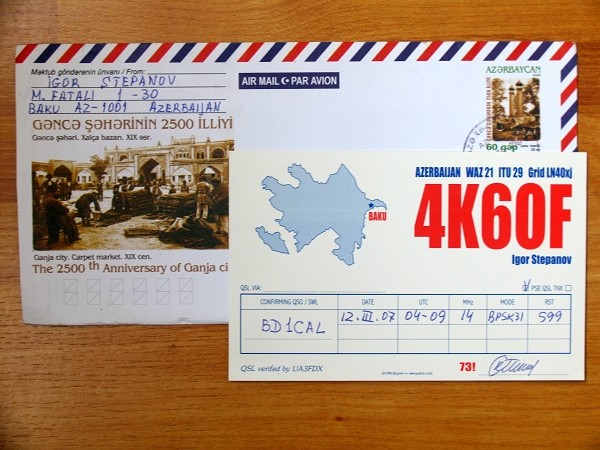 Məktub göndərənin ünvanı / From:
IGOR STEPANOV
M. FATALI 1-30
BAKU AZ-1001 AZERBAIJAN
GƏNCƏ ŞƏHƏRİNİN 2500 İLLİYİ
Gəncə şəhəri. Xalça bazarı. XIX əsr.
Ganja city. Carpet market. XIX cen.
The 2500 th Anniversary of Ganja ci
AIR MAIL PAR AVION
AZƏRBAYCAN
60 qəp
AZERBAIJAN WAZ 21 ITU 29 Grid LN40xj
4K6OF
Igor Stepanov
BAKU
QSL VIA:
PSE QSL TNX
CONFIRMING QSO / SWL DATE UTC MHz MODE RST
BD1CAL 12.III.07 04-09 14 BPSK31 599
QSL verifed by UA3FDX
73!